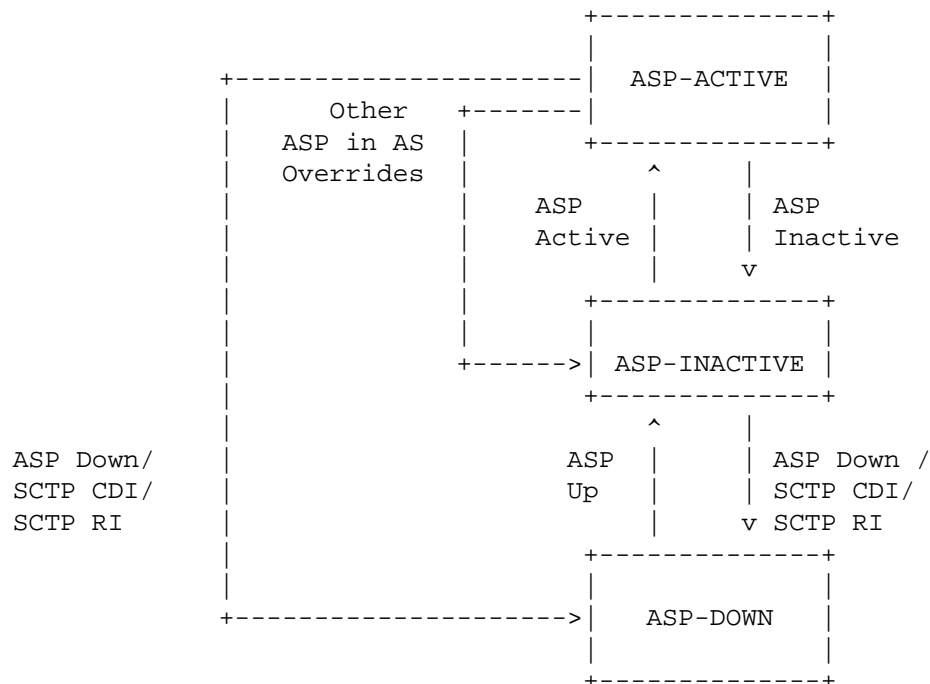 ASP-ACTIVE
Other
ASP in AS
Overrides
ASP ASP
Active Inactive
ASP-INACTIVE
ASP Down/ ASP ASP Down /
SCTP CDI/ Up SCTP CDI/
SCTP RI SCTP RI
ASP-DOWN